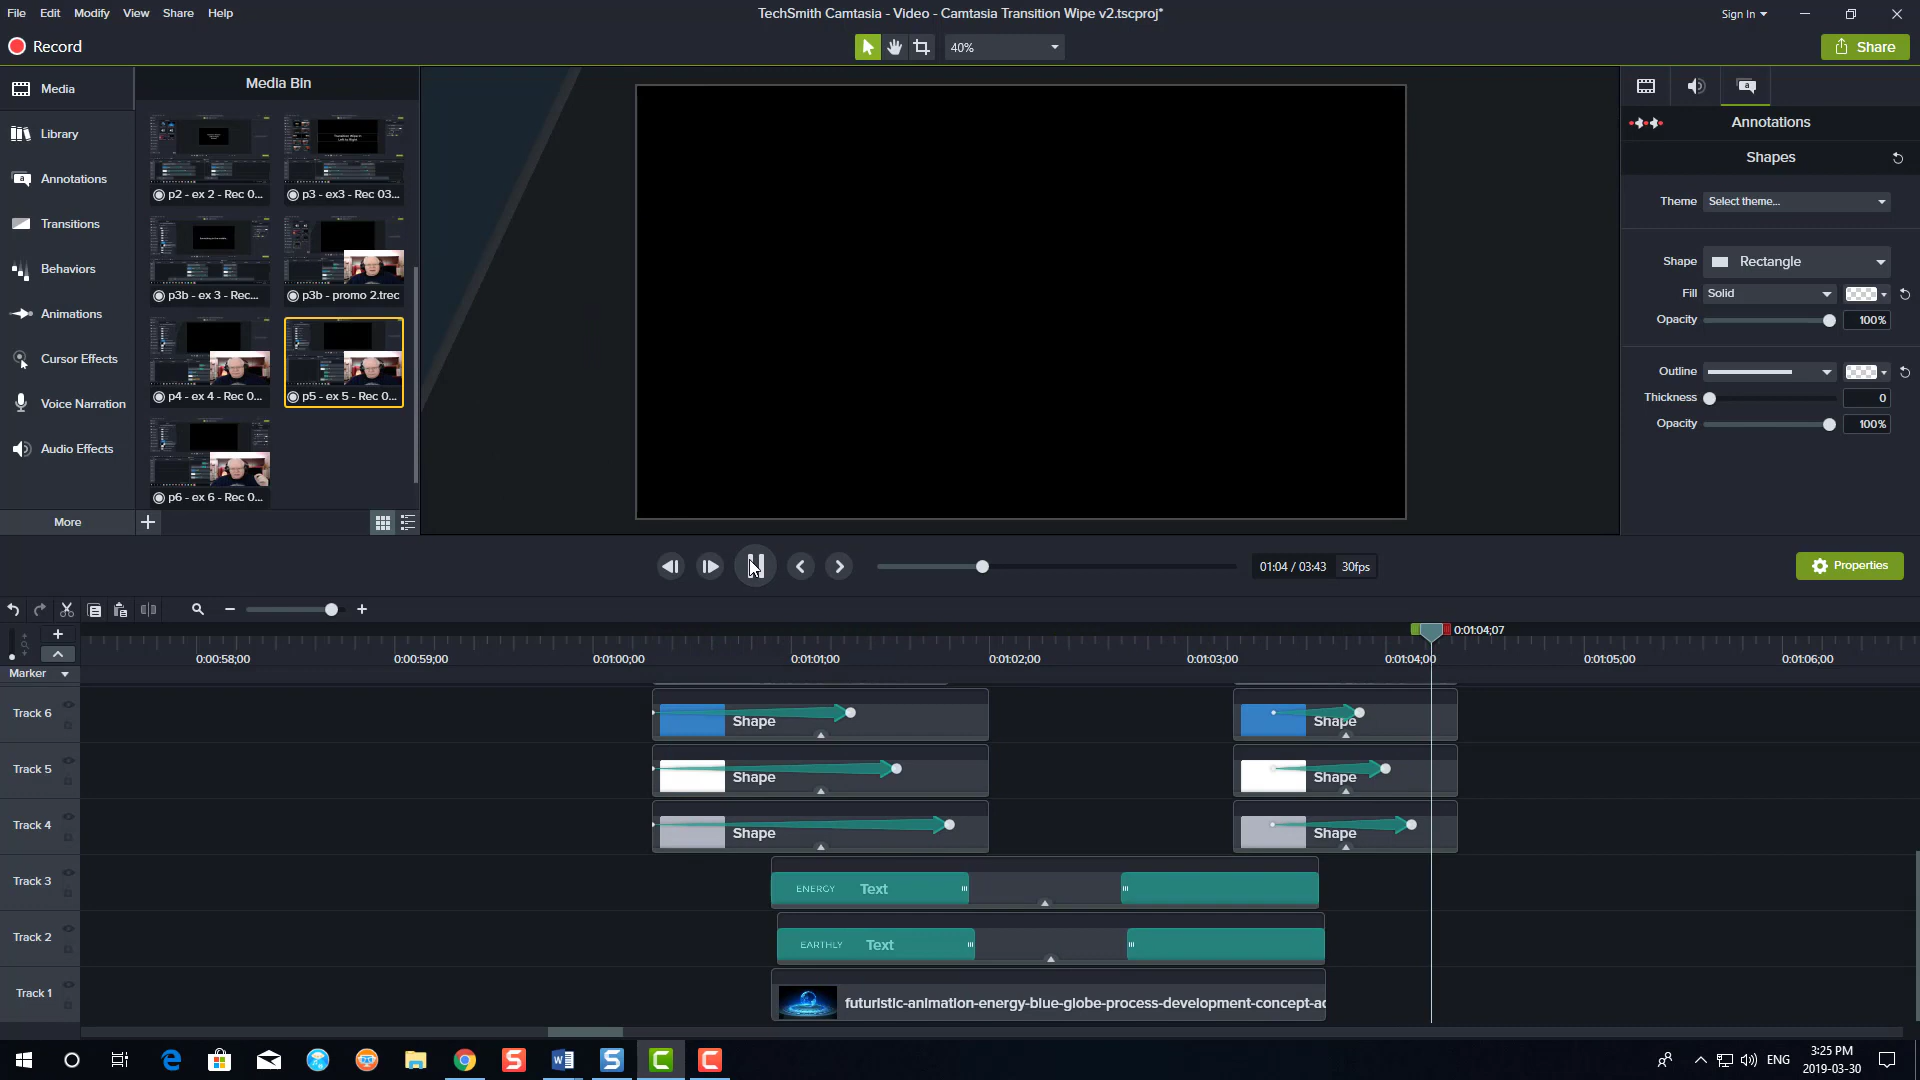 File Edit Modify View Share Help
TechSmith Camtasia - Video - Camtasia Transition Wipe v2.tscproj*
Sign In
Record
40%
Share
Media
Library
Annotations
Transitions
Behaviors
Animations
Cursor Effects
Voice Narration
Audio Effects
More
Media Bin
p2 - ex 2 - Rec 0...
p3 - ex3 - Rec 03...
p3b - ex 3 - Rec...
p3b - promo 2.trec
p4 - ex 4 - Rec 0...
p5 - ex 5 - Rec 0...
p6 - ex 6 - Rec 0...
Annotations
Shapes
Theme Select theme...
Shape Rectangle
Fill Solid
Opacity 100%
Outline
Thickness 0
Opacity 100%
01:04 / 03:43 30fps
Properties
0:01:04;07
0:00:58;00 0:00:59;00 0:01:00;00 0:01:01;00 0:01:02;00 0:01:03;00 0:01:04;00 0:01:05;00 0:01:06;00
Marker
Track 6 Shape Shape
Track 5 Shape Shape
Track 4 Shape Shape
Track 3 ENERGY Text
Track 2 EARTHLY Text
Track 1 futuristic-animation-energy-blue-globe-process-development-concept-ac
ENG
3:25 PM
2019-03-30